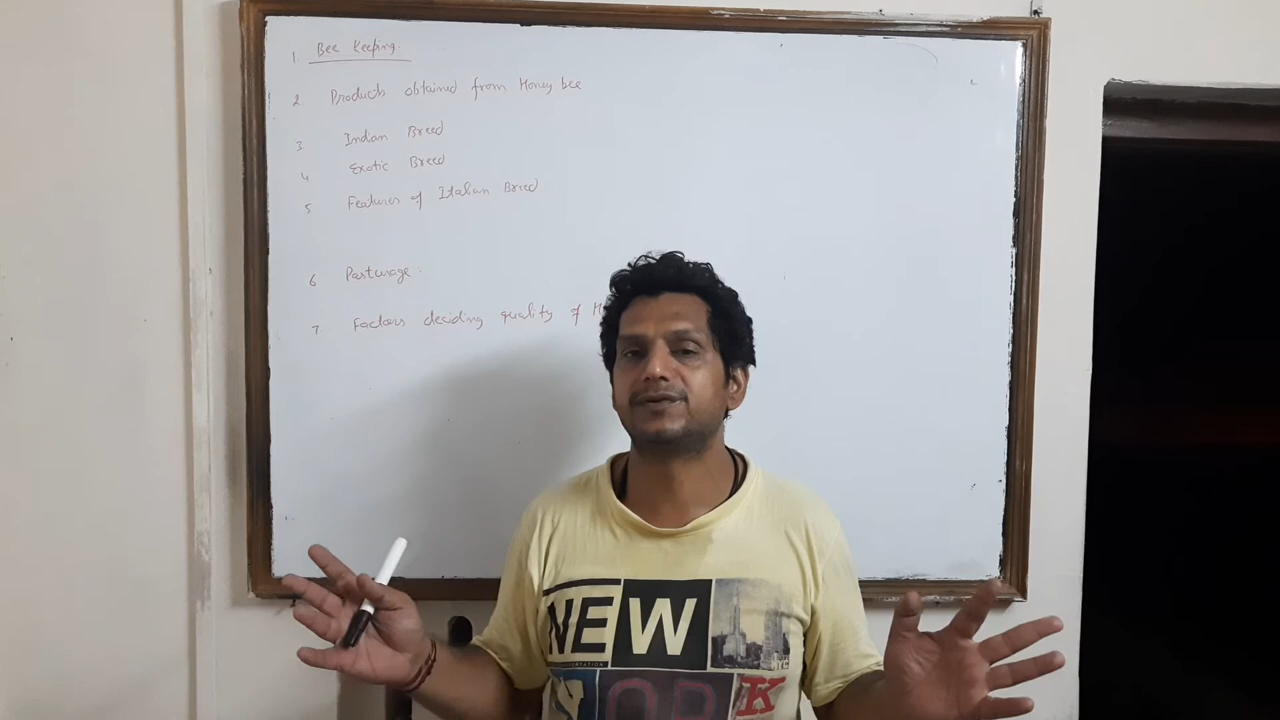 1 Bee Keeping.
2 Products obtained from Honey bee
3 Indian Breed
4 Exotic Breed
5 Features of Italian Breed
6 Pasturage.
7 Factors deciding quality of H
NEW
K